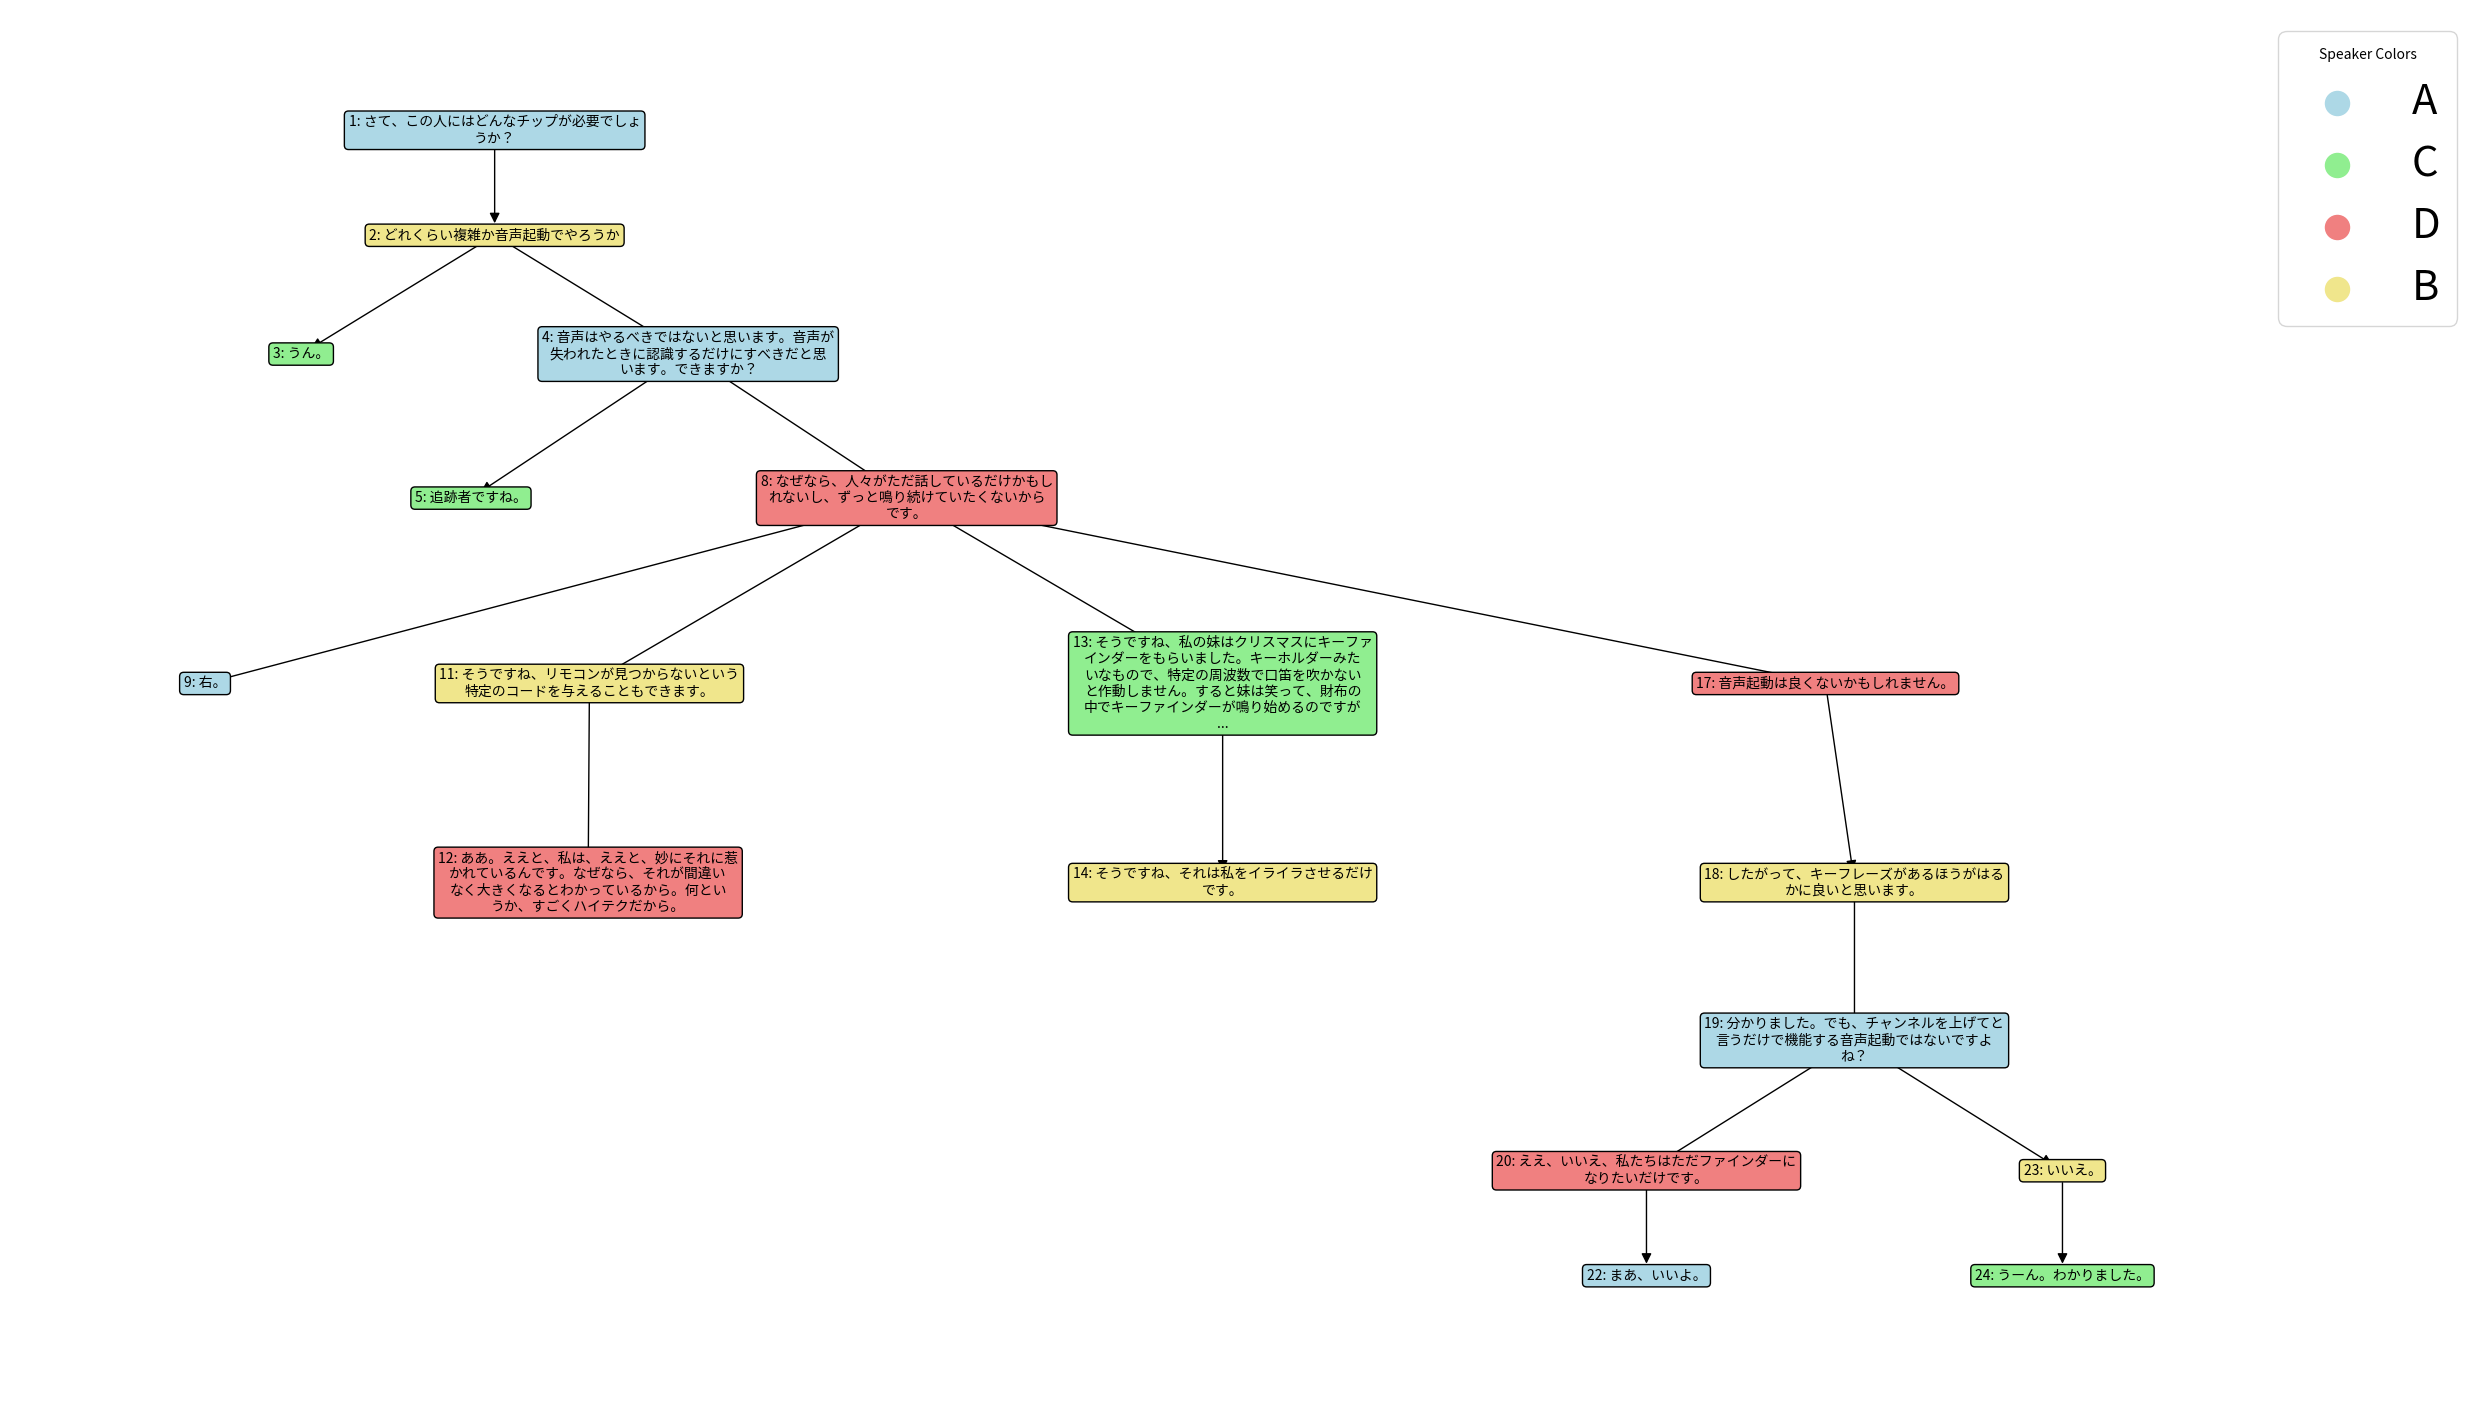 Speaker Colors
A
C
D
B
1: さて、この人にはどんなチップが必要でしょ
うか？
2: どれくらい複雑か音声起動でやろうか
3: うん。
4: 音声はやるべきではないと思います。音声が
失われたときに認識するだけにすべきだと思
います。できますか？
5: 追跡者ですね。
8: なぜなら、人々がただ話しているだけかもし
れないし、ずっと鳴り続けていたくないから
です。
9: 右。
11: そうですね、リモコンが見つからないという
特定のコードを与えることもできます。
13: そうですね、私の妹はクリスマスにキーファ
インダーをもらいました。キーホルダーみた
いなもので、特定の周波数で口笛を吹かない
と作動しません。すると妹は笑って、財布の
中でキーファインダーが鳴り始めるのですが
...
17: 音声起動は良くないかもしれません。
12: ああ。ええと、私は、ええと、妙にそれに惹
かれているんです。なぜなら、それが間違い
なく大きくなるとわかっているから。何とい
うか、すごくハイテクだから。
14: そうですね、それは私をイライラさせるだけ
です。
18: したがって、キーフレーズがあるほうがはる
かに良いと思います。
19: 分かりました。でも、チャンネルを上げてと
言うだけで機能する音声起動ではないですよ
ね？
20: ええ、いいえ、私たちはただファインダーに
なりたいだけです。
23: いいえ。
22: まあ、いいよ。
24: うーん。わかりました。